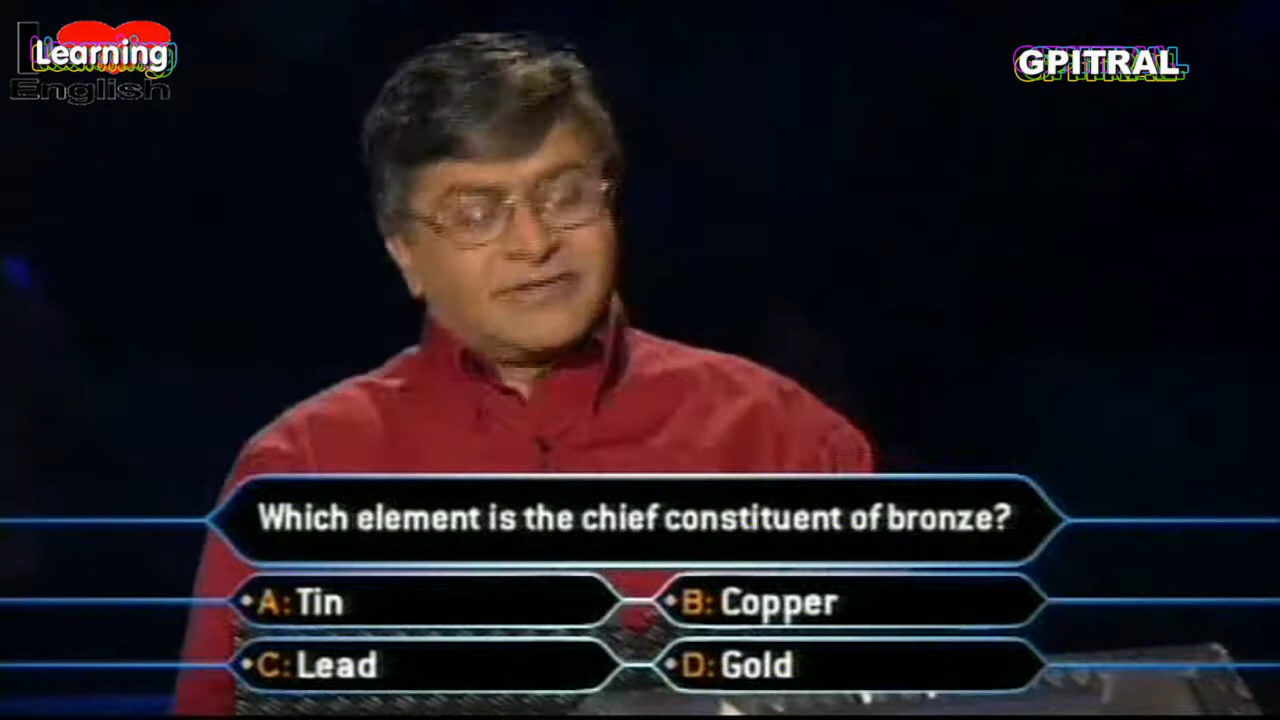 I
Learning
English
GPITRAL
Which element is the chief constituent of bronze?
A: Tin
B: Copper
C: Lead
D: Gold